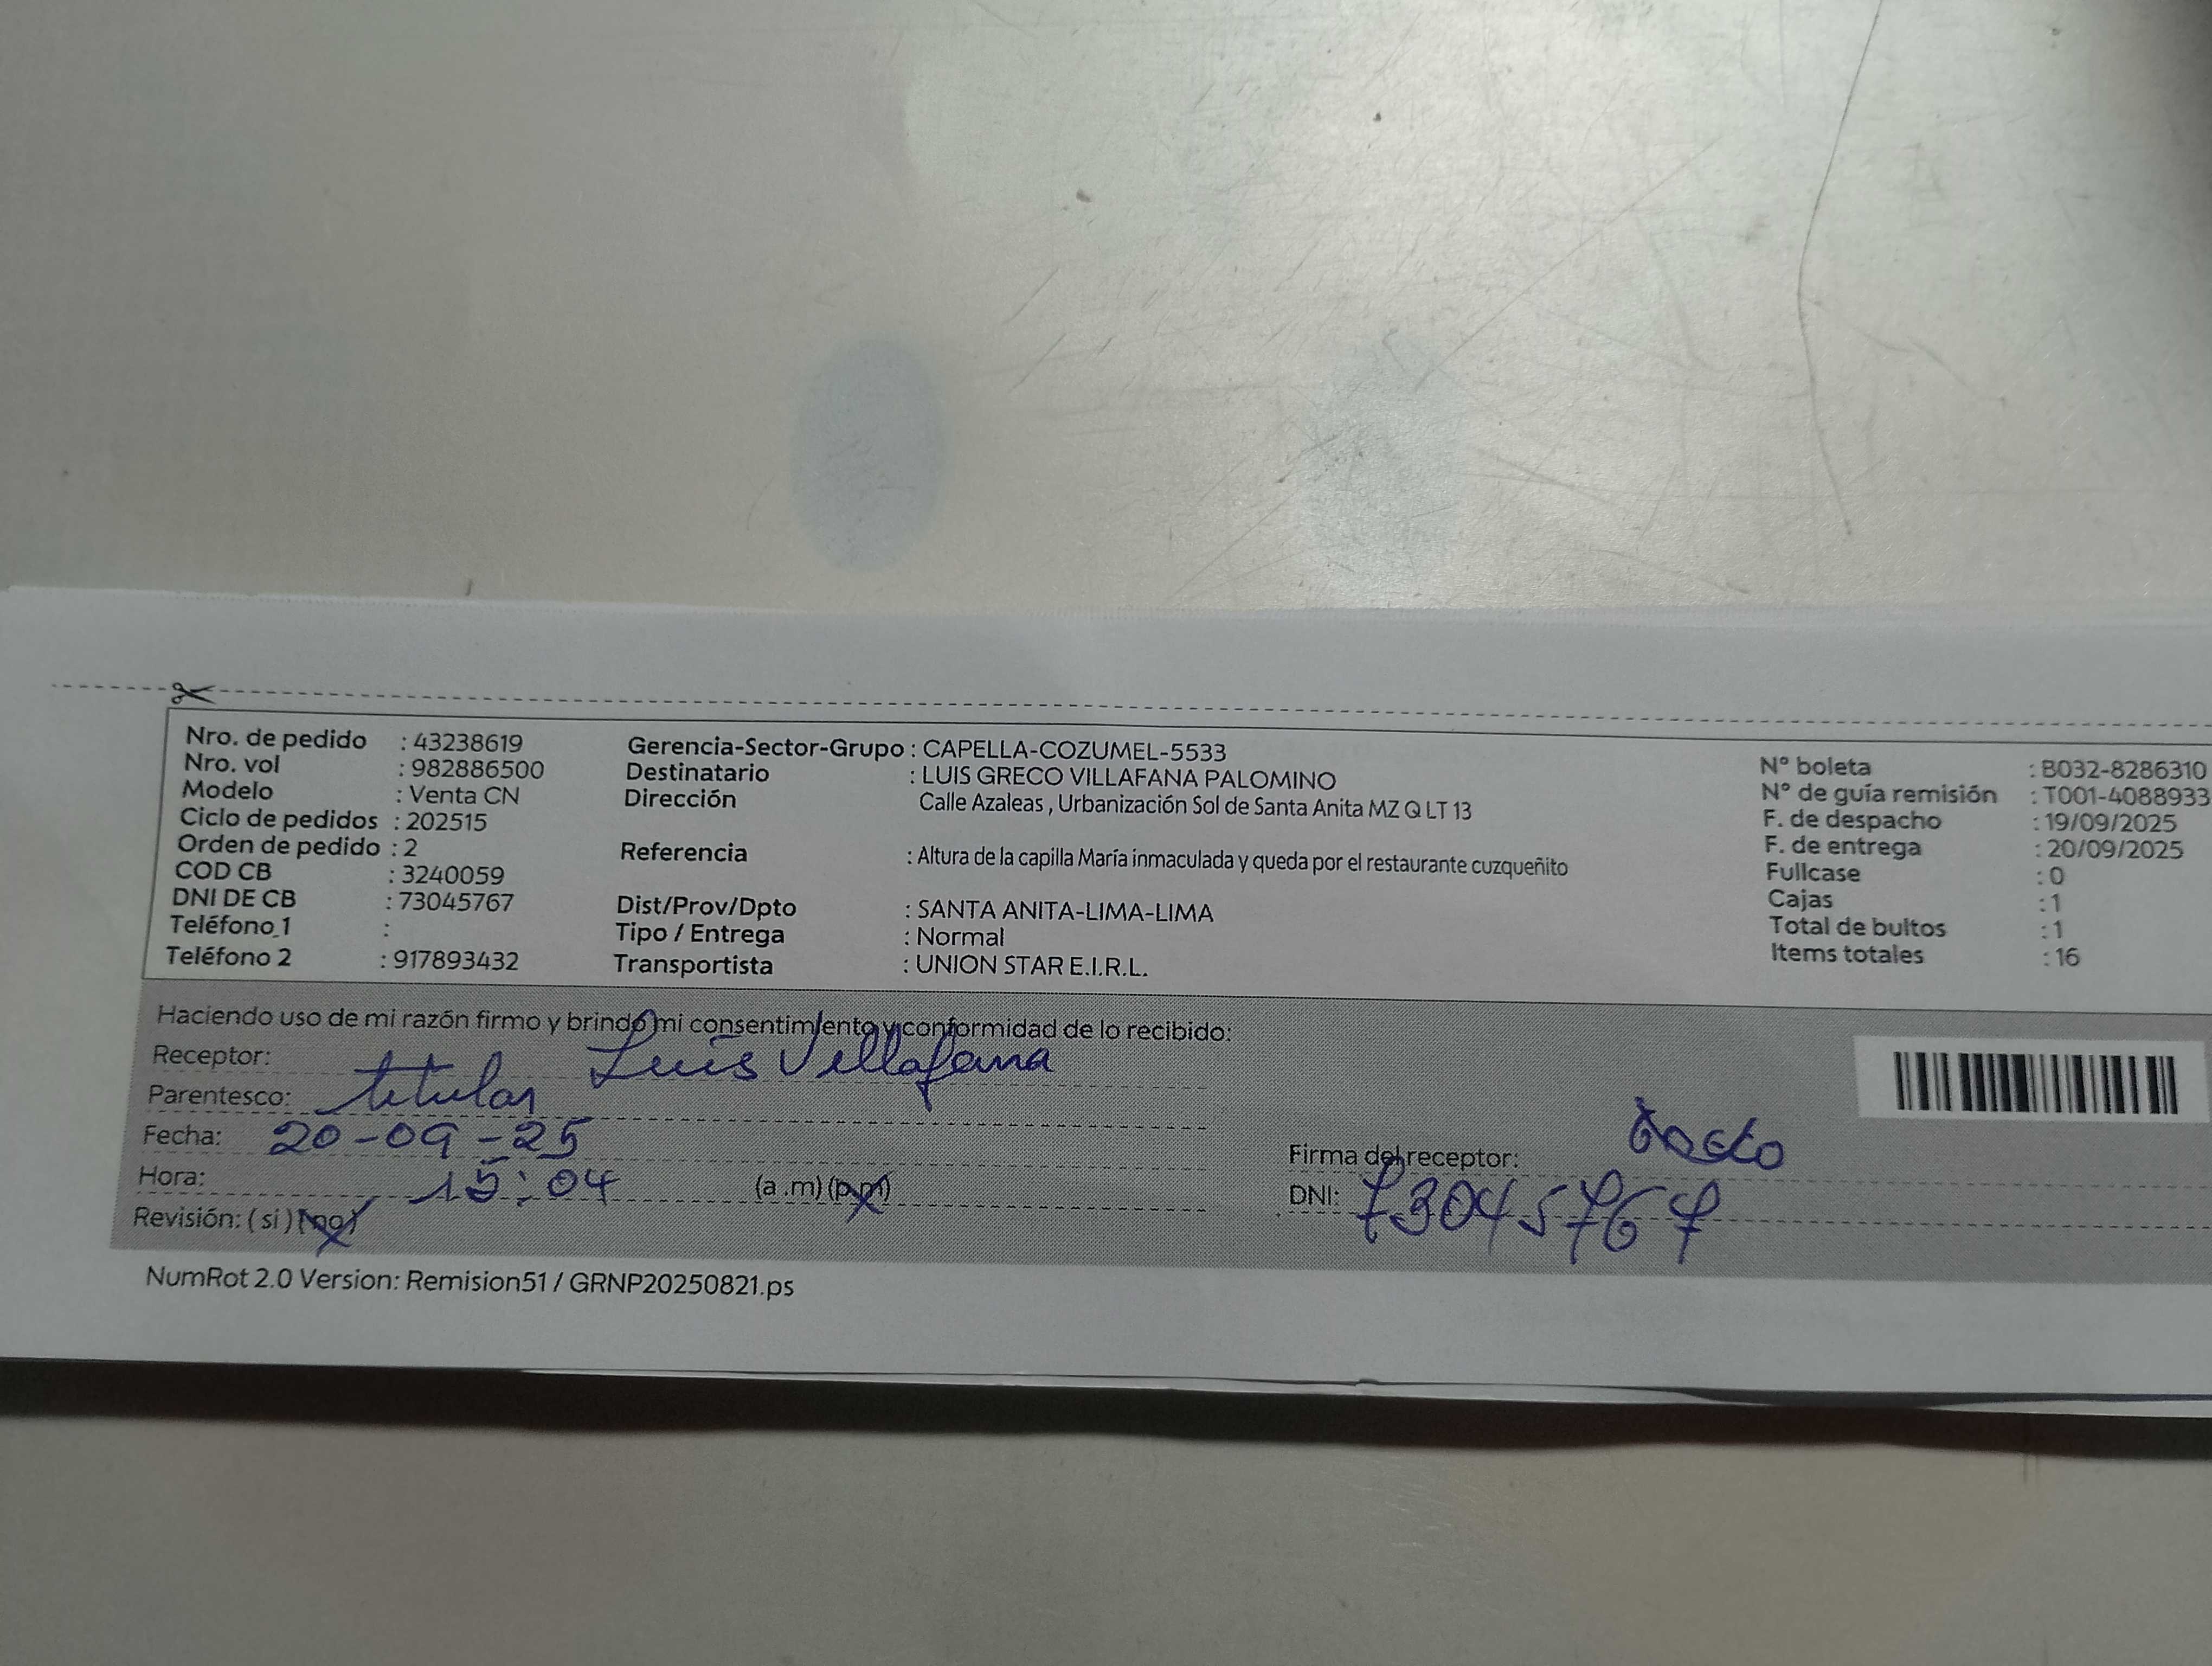 Nro. de pedido : 43238619
Nro. vol : 982886500
Modelo : Venta CN
Ciclo de pedidos : 202515
Orden de pedido : 2
COD CB : 3240059
DNI DE CB : 73045767
Teléfono 1 :
Teléfono 2 : 917893432
Gerencia-Sector-Grupo : CAPELLA-COZUMEL-5533
Destinatario : LUIS GRECO VILLAFANA PALOMINO
Dirección Calle Azaleas , Urbanización Sol de Santa Anita MZ Q LT 13
Referencia : Altura de la capilla María inmaculada y queda por el restaurante cuzqueñito
Dist/Prov/Dpto : SANTA ANITA-LIMA-LIMA
Tipo / Entrega : Normal
Transportista : UNION STAR E.I.R.L.
N° boleta : B032-8286310
N° de guía remisión : T001-4088933
F. de despacho : 19/09/2025
F. de entrega : 20/09/2025
Fullcase : 0
Cajas : 1
Total de bultos : 1
Items totales : 16
Haciendo uso de mi razón firmo y brindo mi consentimiento y conformidad de lo recibido:
Receptor: Luis Villafana
Parentesco: titular
Fecha: 20-09-25
Hora: 15:04 (a .m) (p.m)
Revisión: ( si ) (no)
Firma del receptor:
DNI: 73045767
NumRot 2.0 Version: Remision51 / GRNP20250821.ps